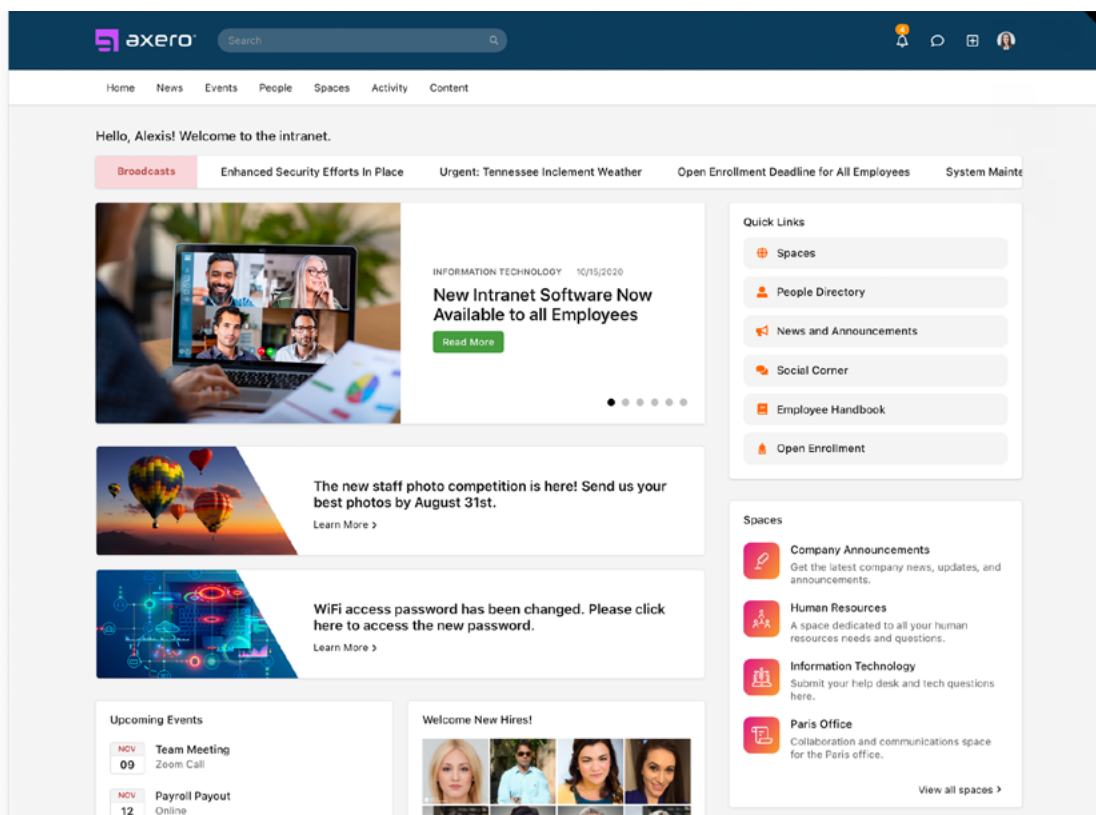 axero
Search
4
Home News Events People Spaces Activity Content
Hello, Alexis! Welcome to the intranet.
Broadcasts Enhanced Security Efforts In Place Urgent: Tennessee Inclement Weather Open Enrollment Deadline for All Employees System Mainte
INFORMATION TECHNOLOGY 10/15/2020
New Intranet Software Now
Available to all Employees
Read More
The new staff photo competition is here! Send us your
best photos by August 31st.
Learn More >
WiFi access password has been changed. Please click
here to access the new password.
Learn More >
Upcoming Events
NOV
09
Team Meeting
Zoom Call
NOV
12
Payroll Payout
Online
Welcome New Hires!
Quick Links
Spaces
People Directory
News and Announcements
Social Corner
Employee Handbook
Open Enrollment
Spaces
Company Announcements
Get the latest company news, updates, and
announcements.
Human Resources
A space dedicated to all your human
resources needs and questions.
Information Technology
Submit your help desk and tech questions
here.
Paris Office
Collaboration and communications space
for the Paris office.
View all spaces >